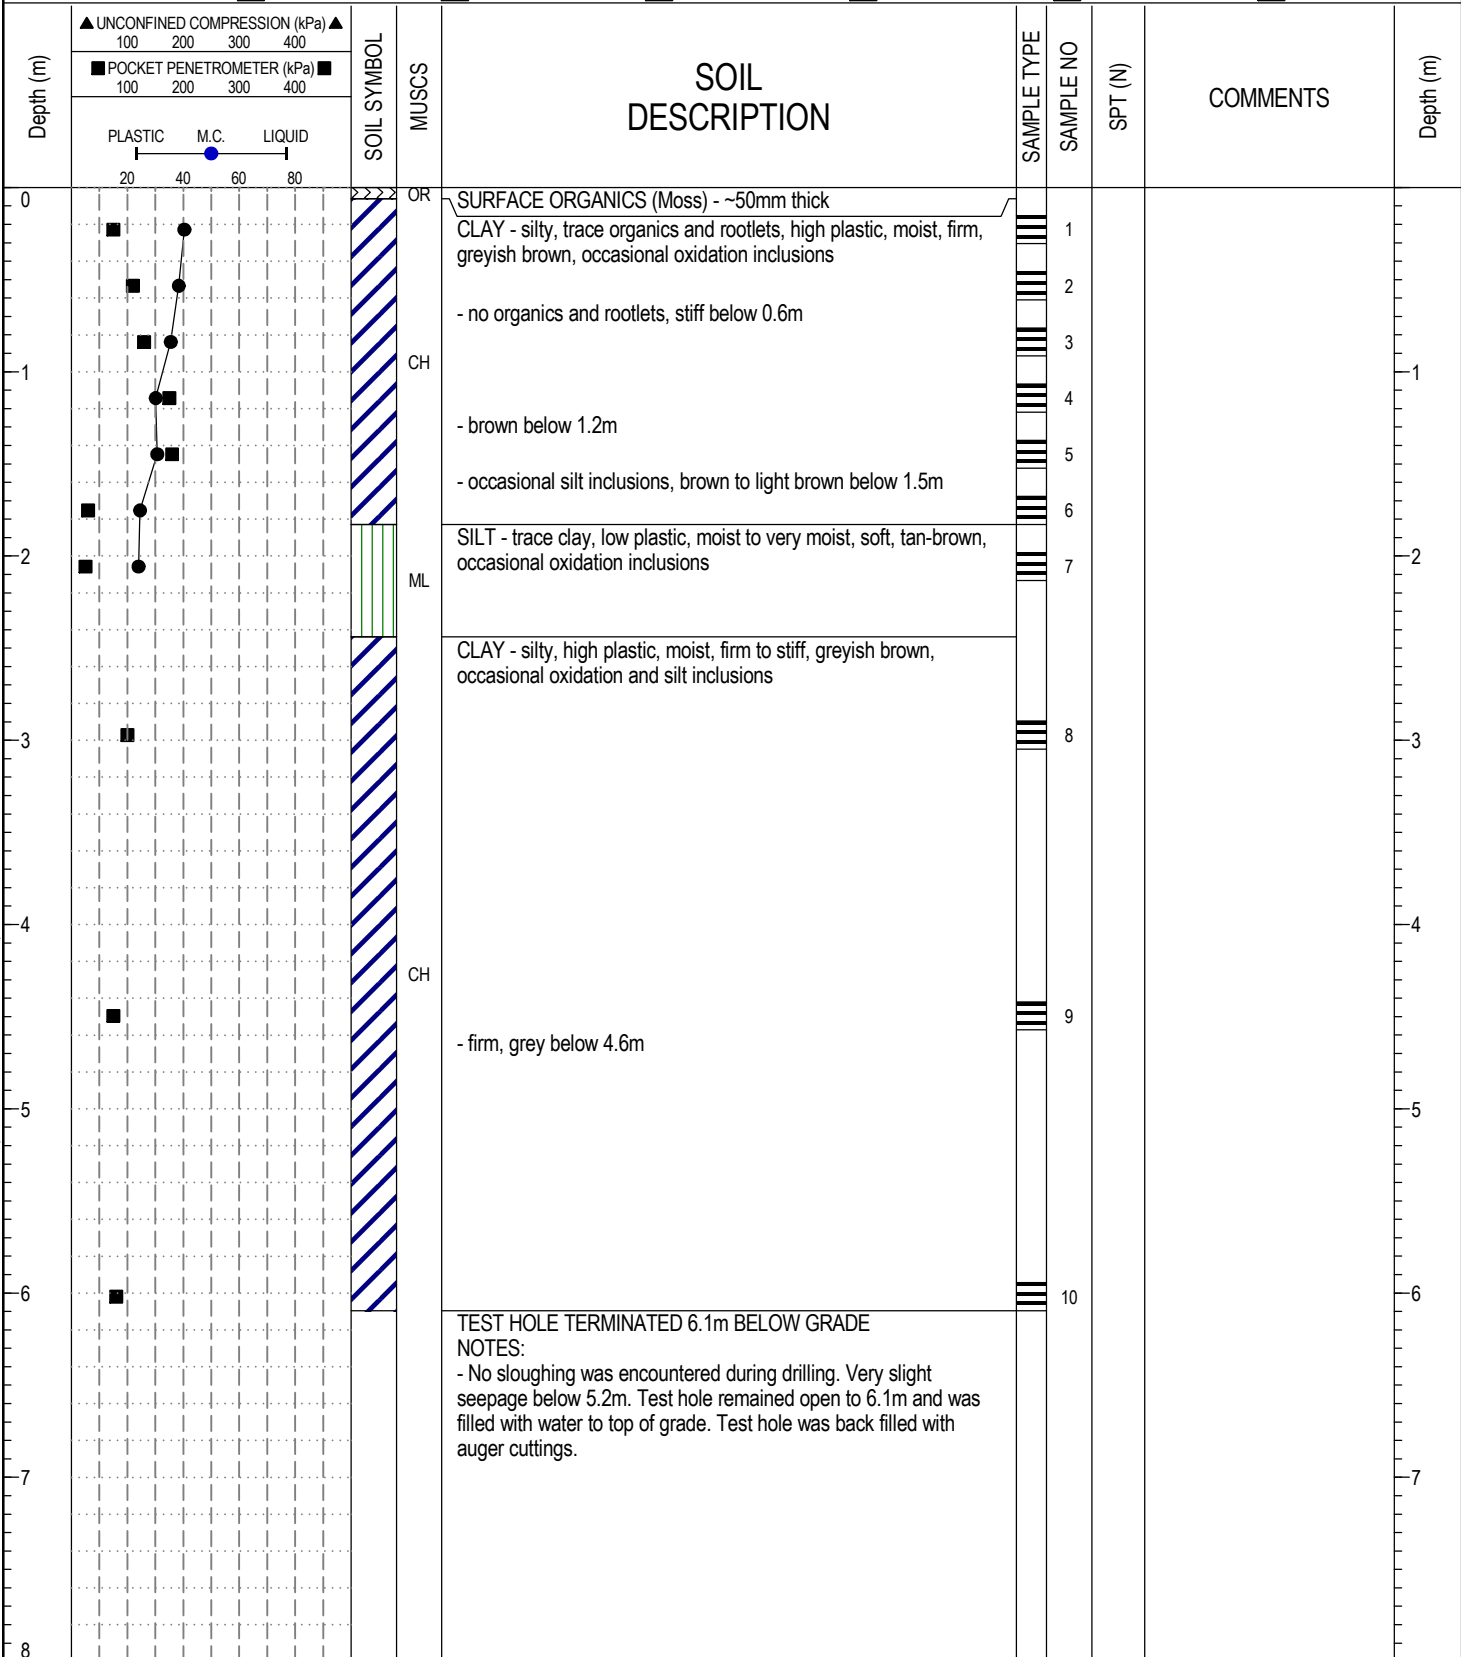 ▲ UNCONFINED COMPRESSION (kPa) ▲
100 200 300 400
■ POCKET PENETROMETER (kPa) ■
100 200 300 400
PLASTIC M.C. LIQUID
20 40 60 80
Depth (m)
SOIL SYMBOL
MUSCS
SOIL
DESCRIPTION
SAMPLE TYPE
SAMPLE NO
SPT (N)
COMMENTS
Depth (m)
0
OR
SURFACE ORGANICS (Moss) - ~50mm thick
CLAY - silty, trace organics and rootlets, high plastic, moist, firm,
greyish brown, occasional oxidation inclusions
1
2
- no organics and rootlets, stiff below 0.6m
3
1
CH
1
4
- brown below 1.2m
5
- occasional silt inclusions, brown to light brown below 1.5m
6
SILT - trace clay, low plastic, moist to very moist, soft, tan-brown,
occasional oxidation inclusions
2
ML
7
2
CLAY - silty, high plastic, moist, firm to stiff, greyish brown,
occasional oxidation and silt inclusions
3
8
3
4
4
CH
9
- firm, grey below 4.6m
5
5
6
10
6
TEST HOLE TERMINATED 6.1m BELOW GRADE
NOTES:
- No sloughing was encountered during drilling. Very slight
seepage below 5.2m. Test hole remained open to 6.1m and was
filled with water to top of grade. Test hole was back filled with
auger cuttings.
7
7
8